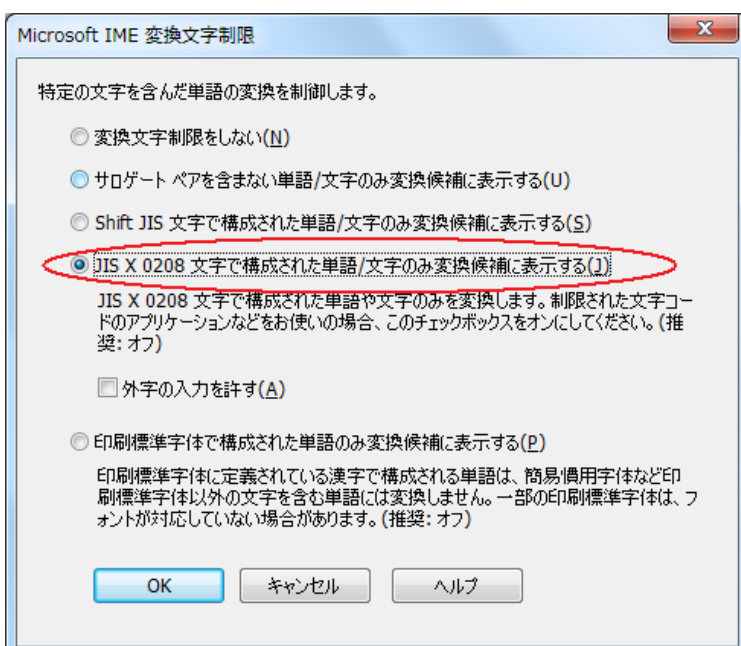 Microsoft IME 変換文字制限
特定の文字を含んだ単語の変換を制御します。
変換文字制限をしない(N)
サロゲート ペアを含まない単語/文字のみ変換候補に表示する(U)
Shift JIS 文字で構成された単語/文字のみ変換候補に表示する(S)
JIS X 0208 文字で構成された単語/文字のみ変換候補に表示する(J)
JIS X 0208 文字で構成された単語や文字のみを変換します。制限された文字コー
ドのアプリケーションなどをお使いの場合、このチェックボックスをオンにしてください。(推
奨: オフ)
外字の入力を許す(A)
印刷標準字体で構成された単語のみ変換候補に表示する(P)
印刷標準字体に定義されている漢字で構成される単語は、簡易慣用字体など印
刷標準字体以外の文字を含む単語には変換しません。一部の印刷標準字体は、フ
ォントが対応していない場合があります。(推奨: オフ)
OK キャンセル ヘルプ